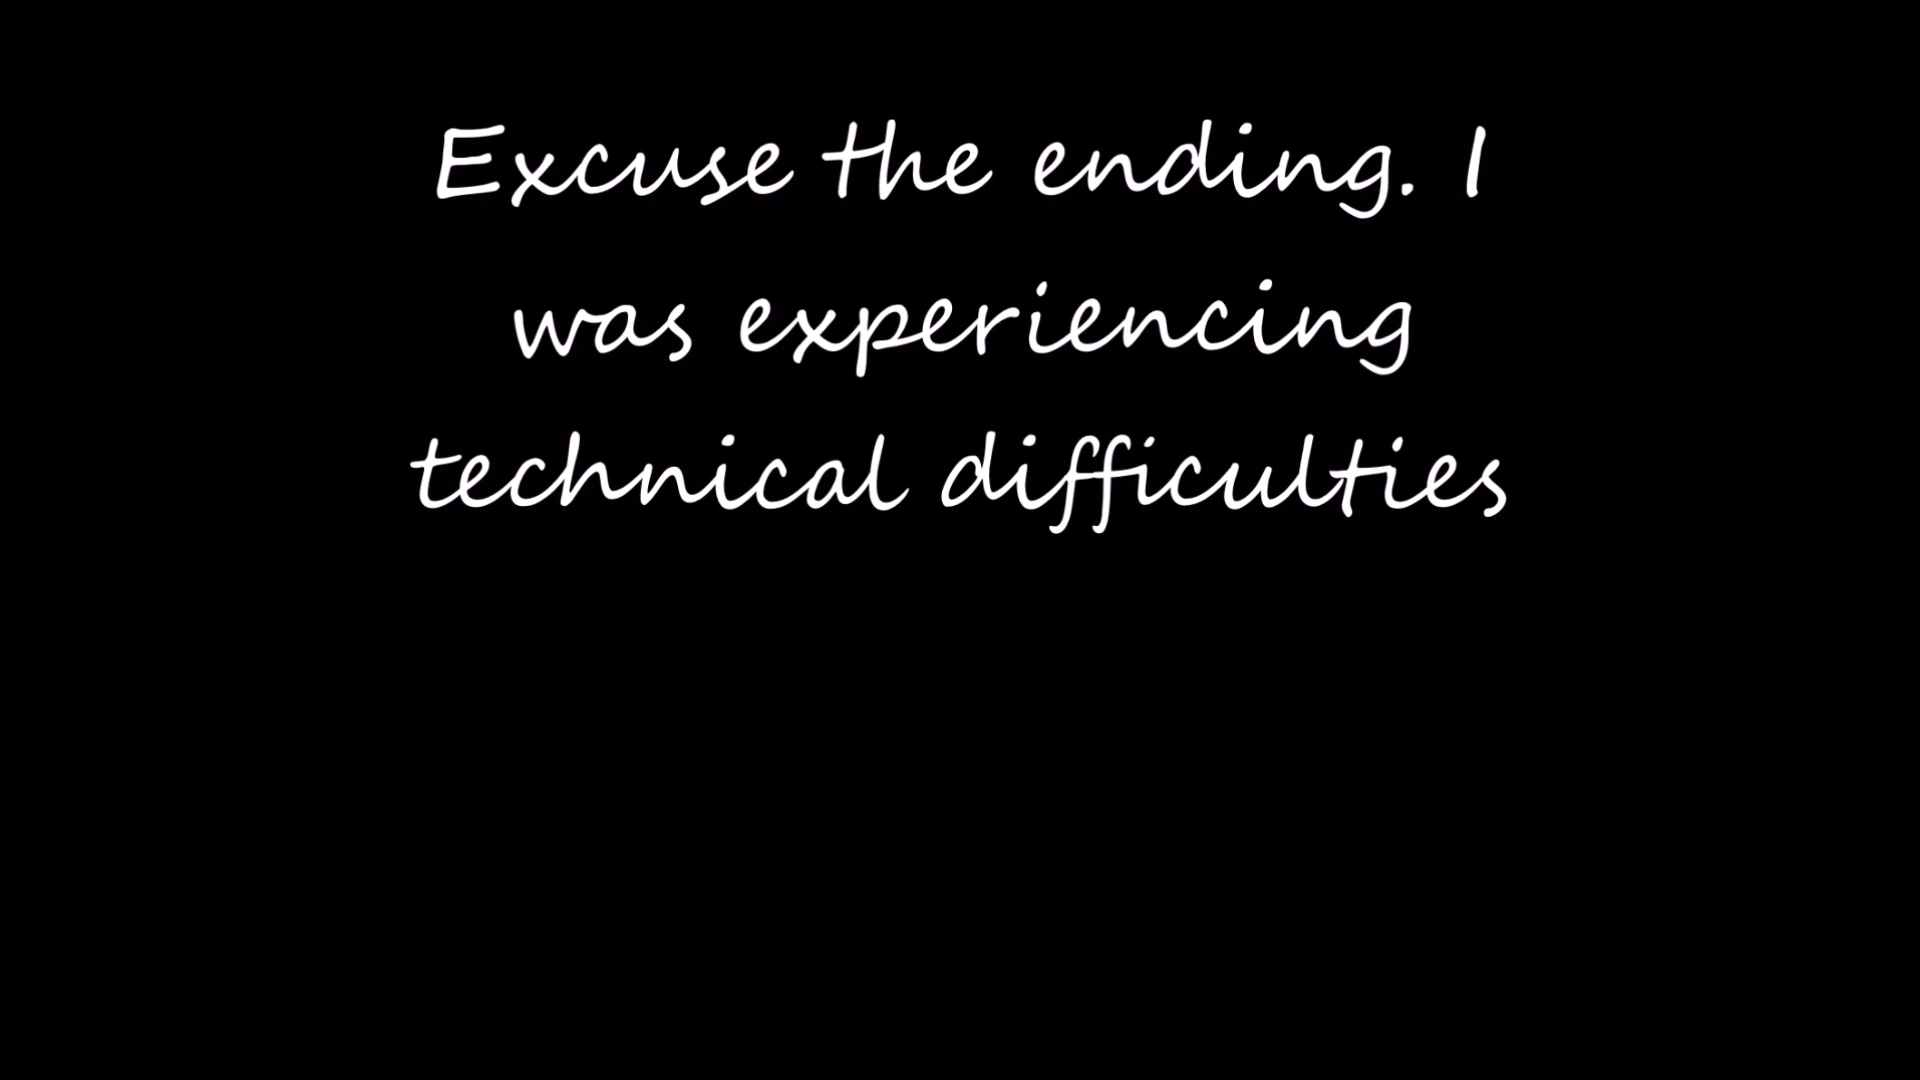 Excuse the ending. I
was experiencing
technical difficulties